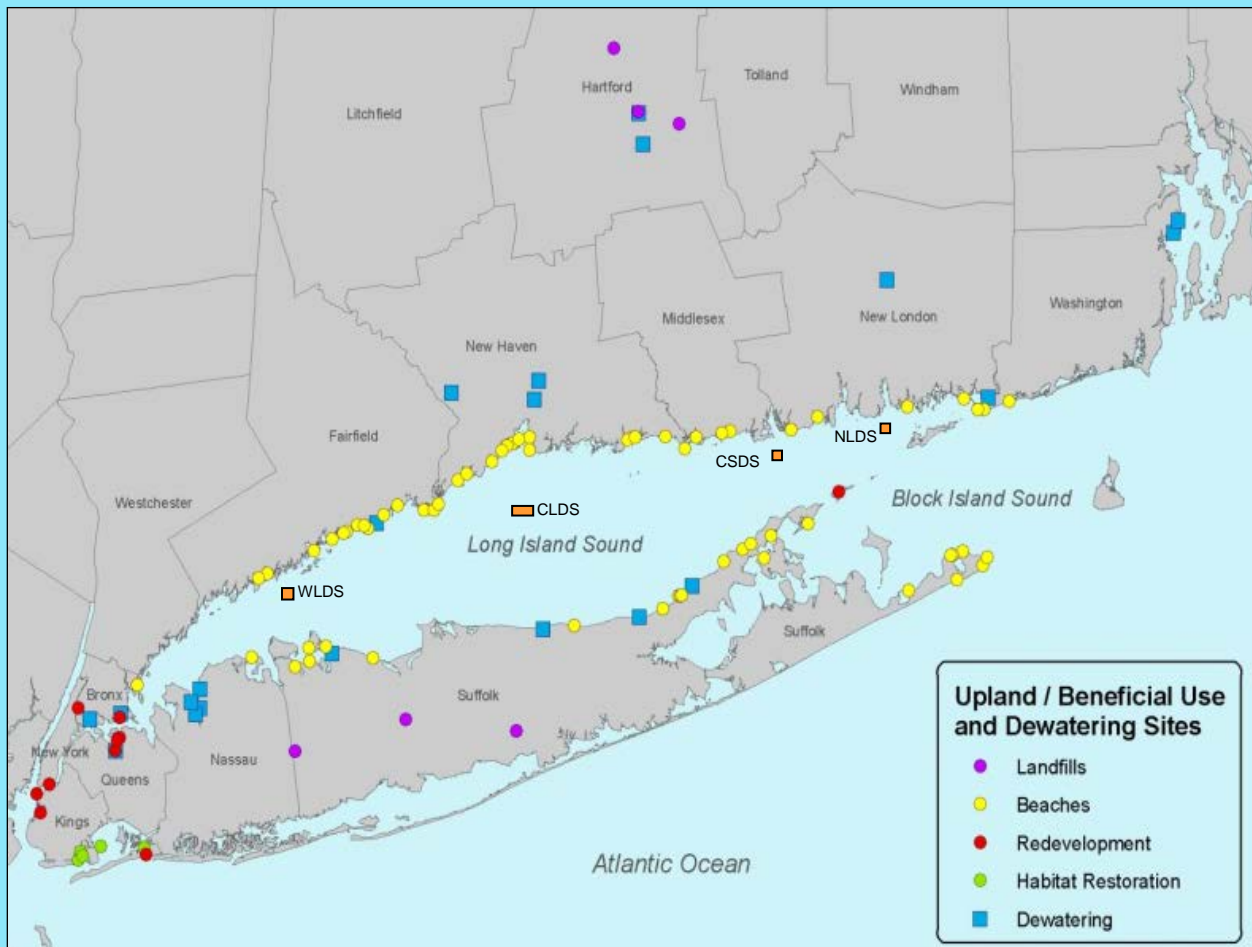 Hartford
Tolland
Windham
Litchfield
Washington
Middlesex
New London
New Haven
Fairfield
NLDS
CSDS
Westchester
Block Island Sound
CLDS
Long Island Sound
WLDS
Suffolk
Bronx
Suffolk
New York
Nassau
Queens
Kings
Atlantic Ocean
Upland / Beneficial Use
and Dewatering Sites
Landfills
Beaches
Redevelopment
Habitat Restoration
Dewatering